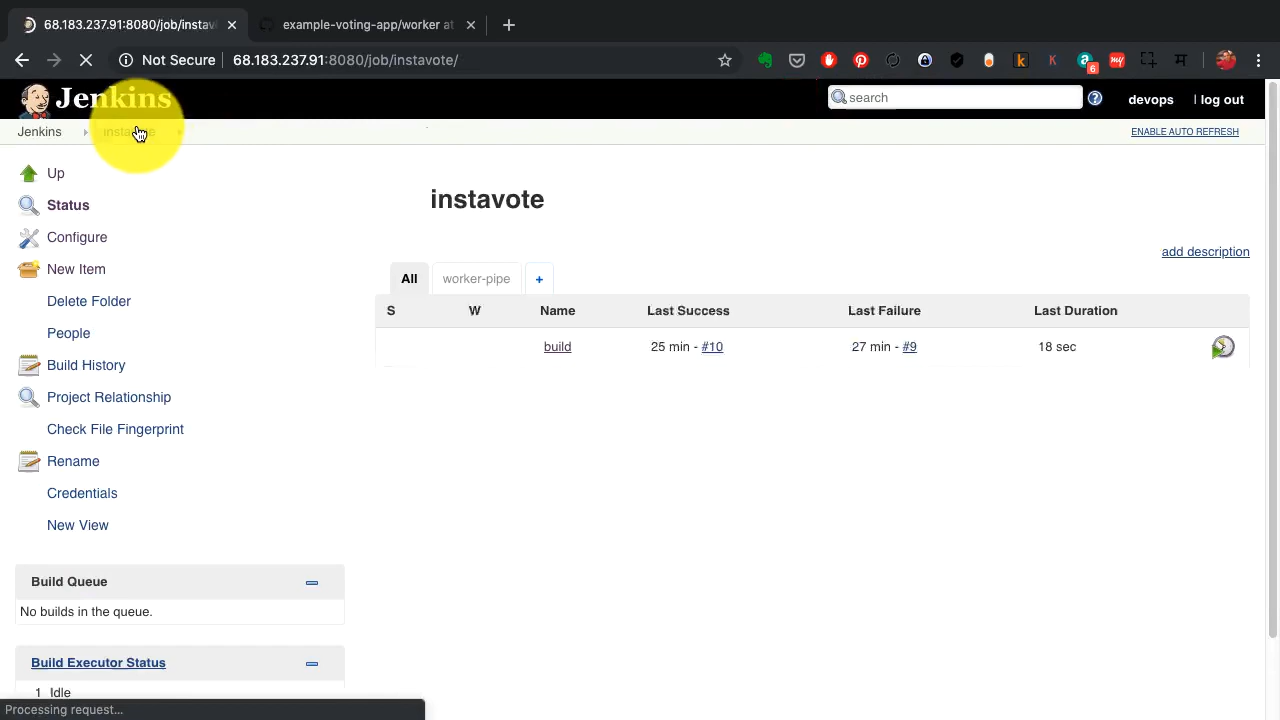 68.183.237.91:8080/job/instav
example-voting-app/worker at
Not Secure
68.183.237.91:8080/job/instavote/
6
Jenkins
search
devops
log out
Jenkins
instavote
ENABLE AUTO REFRESH
Up
Status
Configure
New Item
Delete Folder
People
Build History
Project Relationship
Check File Fingerprint
Rename
Credentials
New View
instavote
add description
All
worker-pipe
+
S W Name Last Success Last Failure Last Duration
build 25 min - #10 27 min - #9 18 sec
Build Queue
No builds in the queue.
Build Executor Status
1 Idle
Processing request...